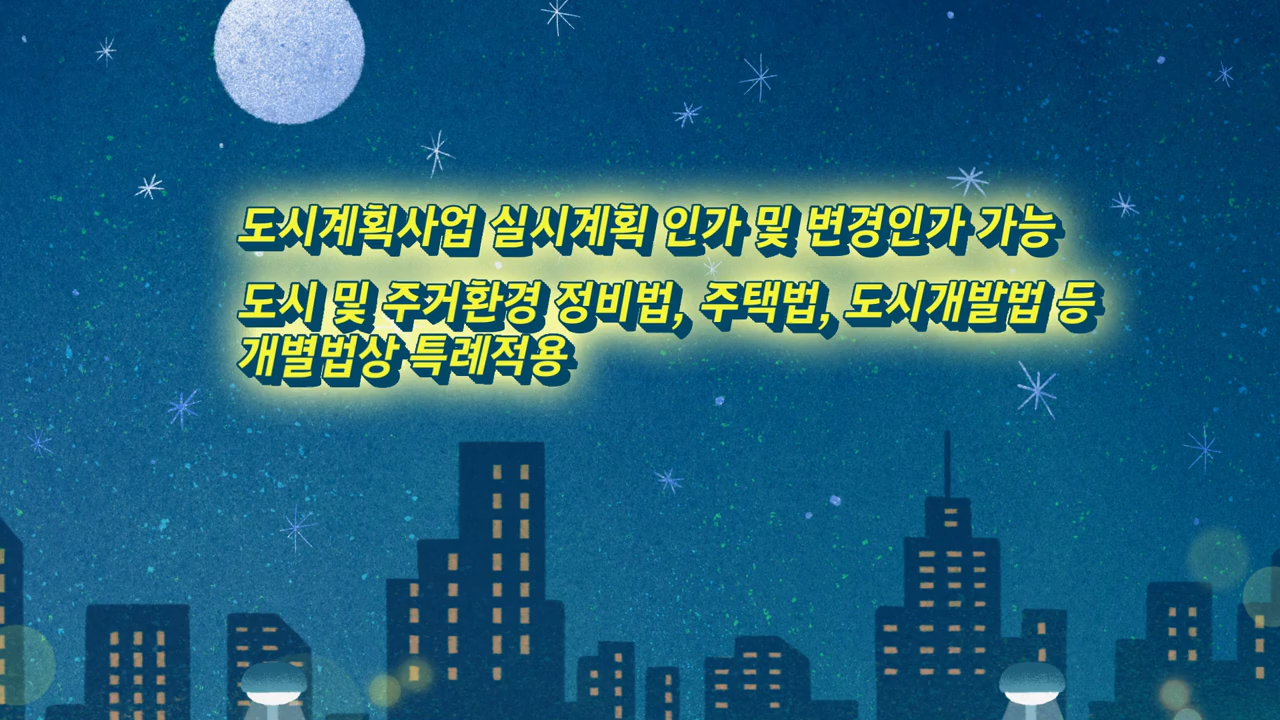 도시계획사업 실시계획 인가 및 변경인가 가능
도시 및 주거환경 정비법, 주택법, 도시개발법 등
개별법상 특례적용